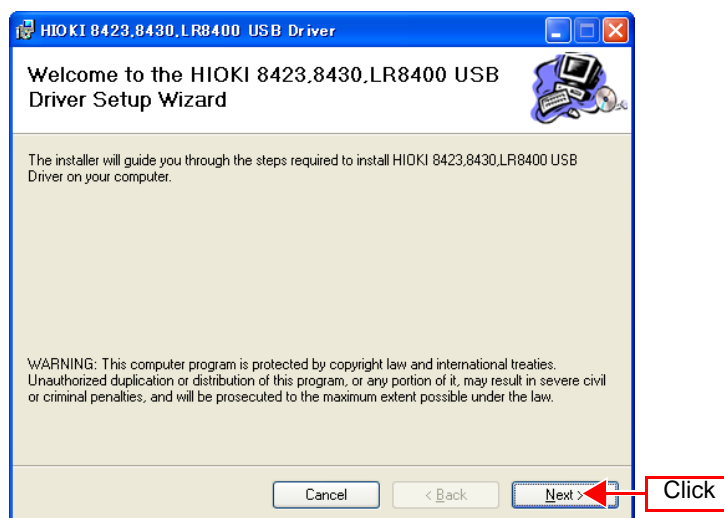 HIOKI 8423,8430,LR8400 USB Driver
Welcome to the HIOKI 8423,8430,LR8400 USB
Driver Setup Wizard
The installer will guide you through the steps required to install HIOKI 8423,8430,LR8400 USB
Driver on your computer.
WARNING: This computer program is protected by copyright law and international treaties.
Unauthorized duplication or distribution of this program, or any portion of it, may result in severe civil
or criminal penalties, and will be prosecuted to the maximum extent possible under the law.
Cancel < Back Next > Click